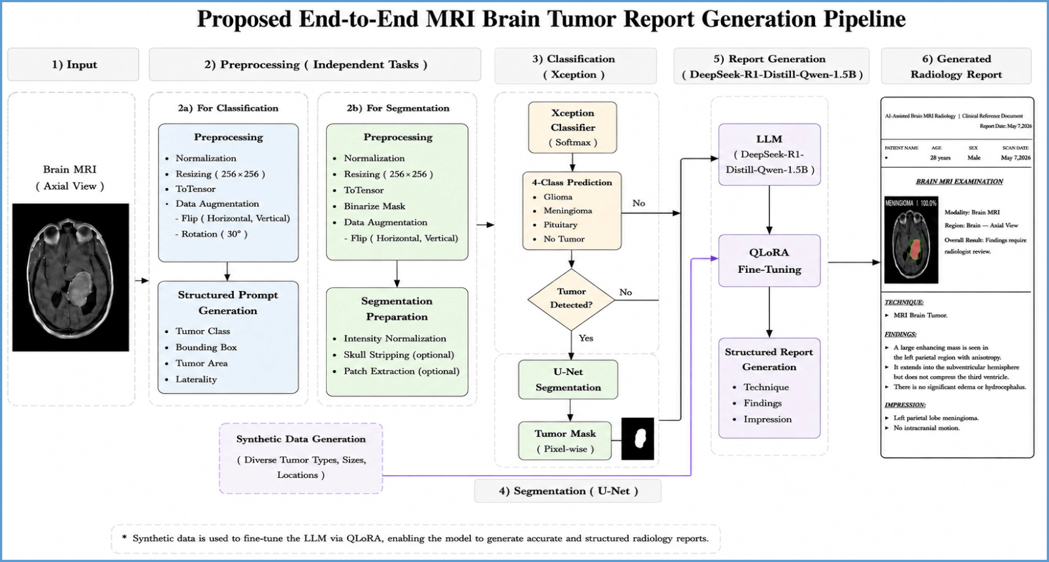 Proposed End-to-End MRI Brain Tumor Report Generation Pipeline
1) Input
Brain MRI
( Axial View )
2) Preprocessing ( Independent Tasks )
2a) For Classification
Preprocessing
• Normalization
• Resizing ( 256×256 )
• ToTensor
• Data Augmentation
- Flip ( Horizontal, Vertical)
- Rotation ( 30° )
Structured Prompt
Generation
• Tumor Class
• Bounding Box
• Tumor Area
• Laterality
2b) For Segmentation
Preprocessing
• Normalization
• Resizing ( 256×256 )
• ToTensor
• Binarize Mask
• Data Augmentation
- Flip ( Horizontal, Vertical)
Segmentation
Preparation
• Intensity Normalization
• Skull Stripping (optional)
• Patch Extraction (optional)
Synthetic Data Generation
( Diverse Tumor Types, Sizes,
Locations )
3) Classification
( Xception )
Xception
Classifier
( Softmax )
4-Class Prediction
• Glioma
• Meningioma
• Pituitary
• No Tumor
No
Tumor
Detected?
No
Yes
U-Net
Segmentation
Tumor Mask
( Pixel-wise )
4) Segmentation ( U-Net )
5) Report Generation
( DeepSeek-R1-Distill-Qwen-1.5B )
LLM
( DeepSeek-R1-
Distill-Qwen-1.5B )
QLoRA
Fine-Tuning
Structured Report
Generation
• Technique
• Findings
• Impression
6) Generated
Radiology Report
AI-Assisted Brain MRI Radiology | Clinical Reference Document
Report Date: May 7,2026
PATIENT NAME AGE SEX SCAN DATE
• 28 years Male May 7,2026
BRAIN MRI EXAMINATION
MENINGIOMA | 100.0%
Modality: Brain MRI
Region: Brain — Axial View
Overall Result: Findings require
radiologist review.
TECHNIQUE:
► MRI Brain Tumor.
FINDINGS:
► A large enhancing mass is seen in
the left parietal region with anisotropy.
► It extends into the subventricular hemisphere
but does not compress the third ventricle.
► There is no significant edema or hydrocephalus.
IMPRESSION:
► Left parietal lobe meningioma.
► No intracranial motion.
* Synthetic data is used to fine-tune the LLM via QLoRA, enabling the model to generate accurate and structured radiology reports.